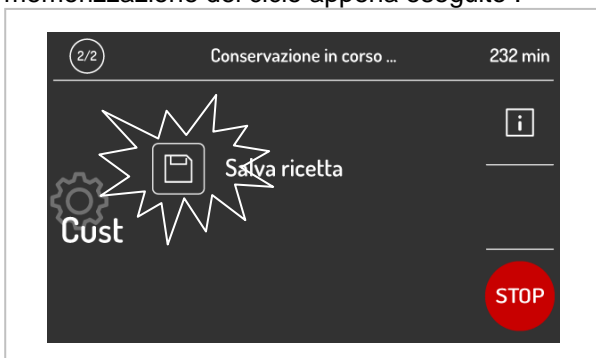 memorizzazione del ciclo appena eseguito :
2/2 Conservazione in corso ... 232 min
i
Salva ricetta
Cust
STOP